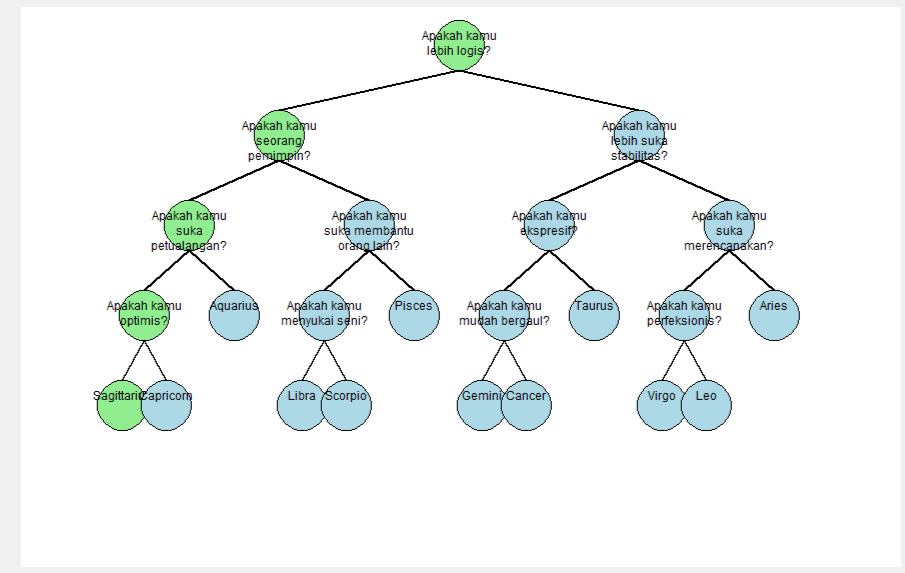 Apakah kamu
lebih logis?
Apakah kamu
seorang
pemimpin?
Apakah kamu
lebih suka
stabilitas?
Apakah kamu
suka
petualangan?
Apakah kamu
suka membantu
orang lain?
Apakah kamu
ekspresif?
Apakah kamu
suka
merencanakan?
Apakah kamu
optimis?
Aquarius
Apakah kamu
menyukai seni?
Pisces
Apakah kamu
mudah bergaul?
Taurus
Apakah kamu
perfeksionis?
Aries
Sagittari
Capricorn
Libra
Scorpio
Gemini
Cancer
Virgo
Leo